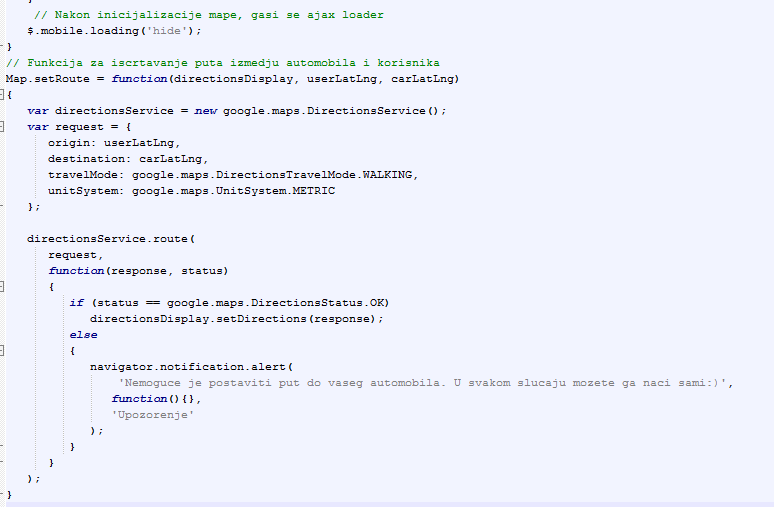 // Nakon inicijalizacije mape, gasi se ajax loader
$.mobile.loading('hide');
}
// Funkcija za iscrtavanje puta izmedju automobila i korisnika
Map.setRoute = function(directionsDisplay, userLatLng, carLatLng)
{
var directionsService = new google.maps.DirectionsService();
var request = {
origin: userLatLng,
destination: carLatLng,
travelMode: google.maps.DirectionsTravelMode.WALKING,
unitSystem: google.maps.UnitSystem.METRIC
};
directionsService.route(
request,
function(response, status)
{
if (status == google.maps.DirectionsStatus.OK)
directionsDisplay.setDirections(response);
else
{
navigator.notification.alert(
'Nemoguce je postaviti put do vaseg automobila. U svakom slucaju mozete ga naci sami:)',
function(){},
'Upozorenje'
);
}
}
);
}